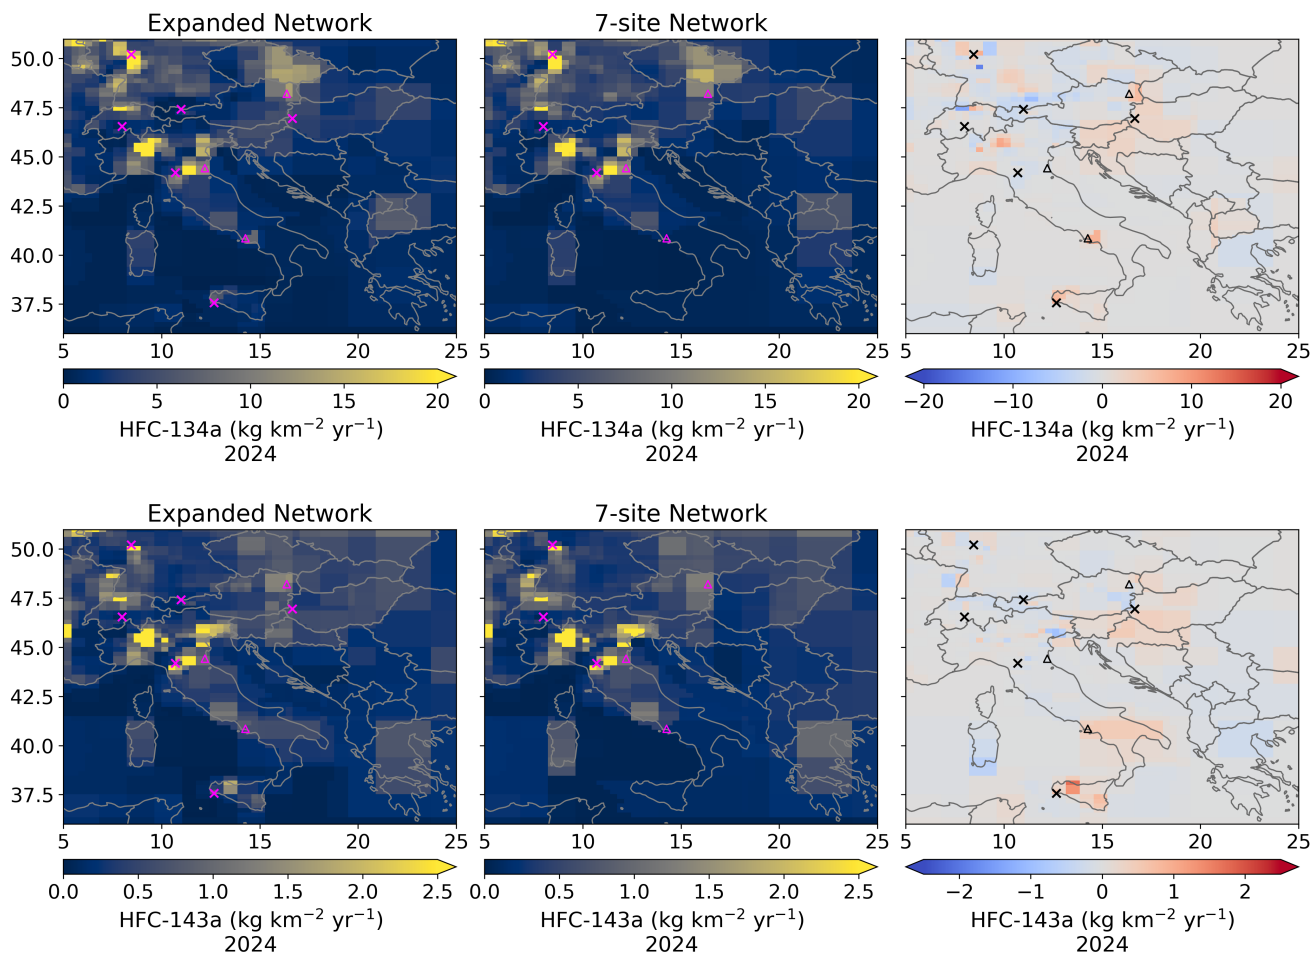 Expanded Network
7-site Network
50.0
47.5
45.0
42.5
40.0
37.5
5 10 15 20 25
5 10 15 20 25
5 10 15 20 25
0 5 10 15 20
0 5 10 15 20
−20 −10 0 10 20
HFC-134a (kg km⁻² yr⁻¹)
2024
HFC-134a (kg km⁻² yr⁻¹)
2024
HFC-134a (kg km⁻² yr⁻¹)
2024
Expanded Network
7-site Network
50.0
47.5
45.0
42.5
40.0
37.5
5 10 15 20 25
5 10 15 20 25
5 10 15 20 25
0.0 0.5 1.0 1.5 2.0 2.5
0.0 0.5 1.0 1.5 2.0 2.5
−2 −1 0 1 2
HFC-143a (kg km⁻² yr⁻¹)
2024
HFC-143a (kg km⁻² yr⁻¹)
2024
HFC-143a (kg km⁻² yr⁻¹)
2024